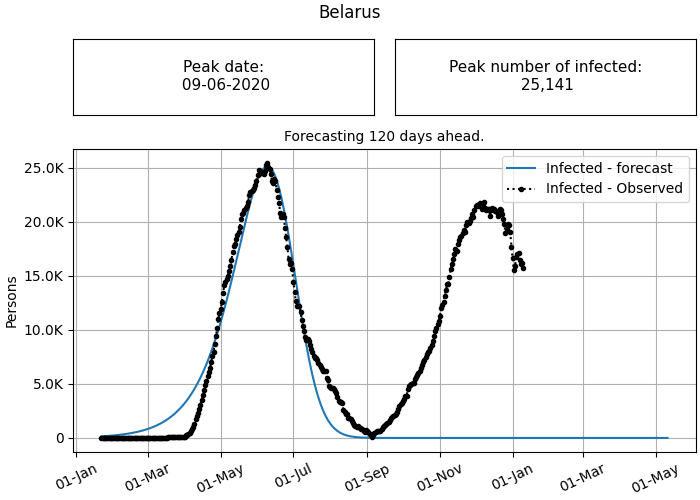 Belarus
Peak date:
09-06-2020
Peak number of infected:
25,141
Forecasting 120 days ahead.
Infected - forecast
Infected - Observed
Persons
25.0K
20.0K
15.0K
10.0K
5.0K
0
01-Jan
01-Mar
01-May
01-Jul
01-Sep
01-Nov
01-Jan
01-Mar
01-May